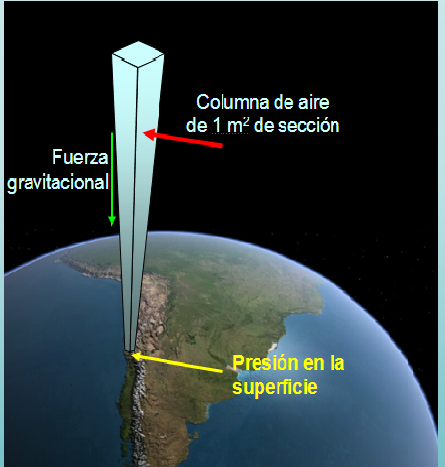 Columna de aire
de 1 m² de sección
Fuerza
gravitacional
Presión en la
superficie